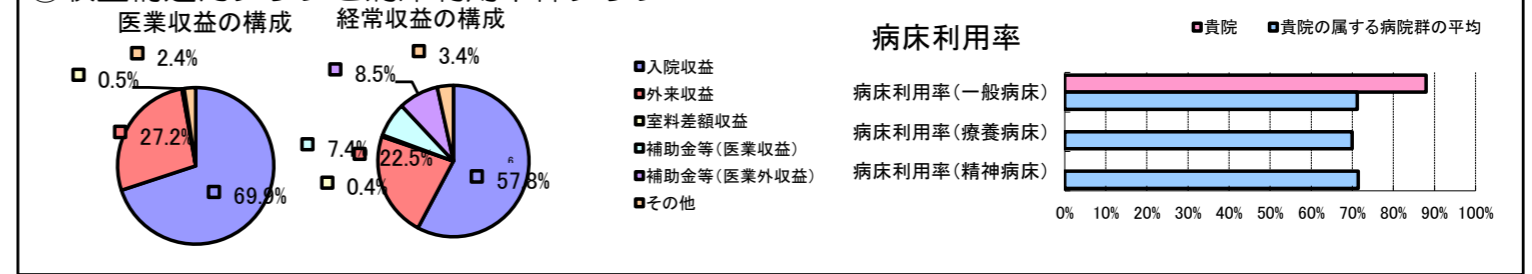 医業収益の構成
2.4%
0.5%
27.2%
69.9%
経常収益の構成
3.4%
8.5%
7.4%
22.5%
0.4%
57.8%
入院収益
外来収益
室料差額収益
補助金等(医業収益)
補助金等(医業外収益)
その他
病床利用率
貴院 貴院の属する病院群の平均
病床利用率(一般病床)
病床利用率(療養病床)
病床利用率(精神病床)
0% 10% 20% 30% 40% 50% 60% 70% 80% 90% 100%